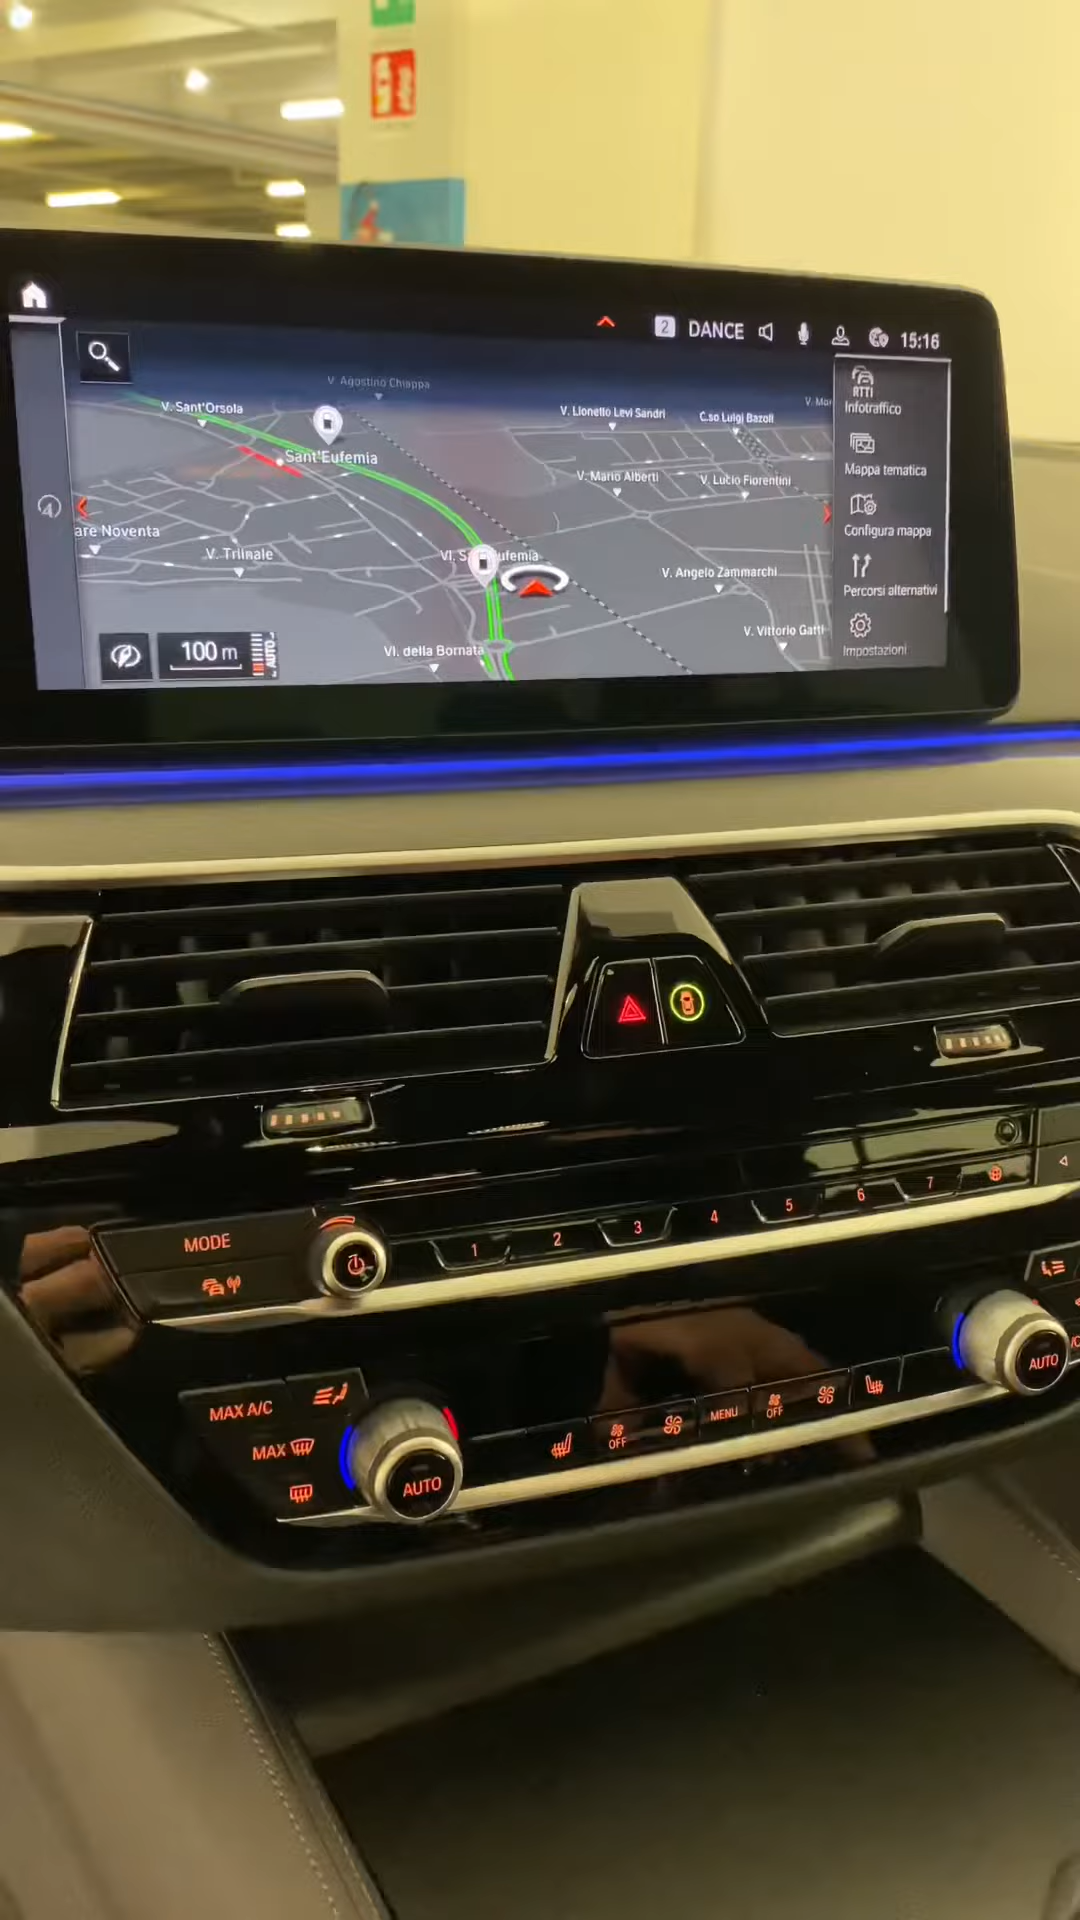 2 DANCE 15:16
V. Agostino Chiappa
V. Sant'Orsola
V. Lionello Levi Sandri
C.so Luigi Bazoli
RTTI
Infotraffico
Sant'Eufemia
V. Mario Alberti
V. Lucio Fiorentini
Mappa tematica
4
are Noventa
V. Triinale
V. Angelo Zammarchi
Configura mappa
Percorsi alternativi
V. Vittorio Gatti
Vl. della Bornata
100 m
AUTO
Impostazioni
MODE
1 2 3 4 5 6 7
MAX A/C
MAX
AUTO
OFF
MENU
OFF
AUTO